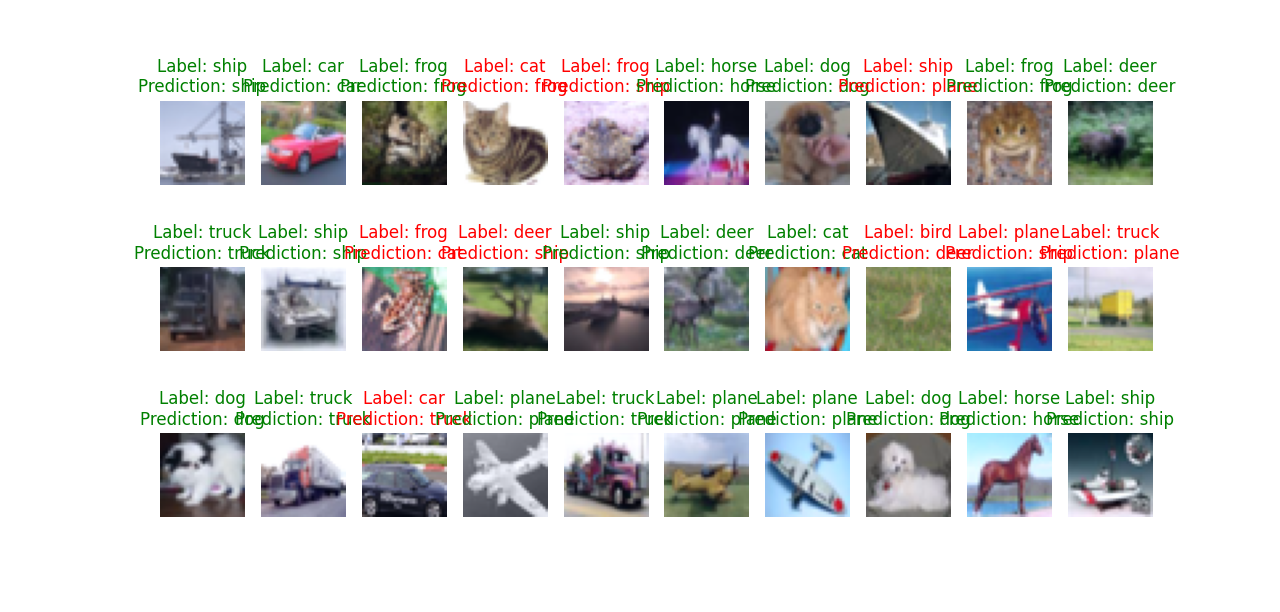 Label: ship Label: car Label: frog Label: cat Label: frog Label: horse Label: dog Label: ship Label: frog Label: deer
Prediction: ship Prediction: car Prediction: frog Prediction: frog Prediction: ship Prediction: horse Prediction: dog Prediction: plane Prediction: frog Prediction: deer
Label: truck Label: ship Label: frog Label: deer Label: ship Label: deer Label: cat Label: bird Label: plane Label: truck
Prediction: truck Prediction: ship Prediction: cat Prediction: ship Prediction: ship Prediction: deer Prediction: cat Prediction: deer Prediction: ship Prediction: plane
Label: dog Label: truck Label: car Label: plane Label: truck Label: plane Label: plane Label: dog Label: horse Label: ship
Prediction: dog Prediction: truck Prediction: truck Prediction: plane Prediction: truck Prediction: plane Prediction: plane Prediction: dog Prediction: horse Prediction: ship